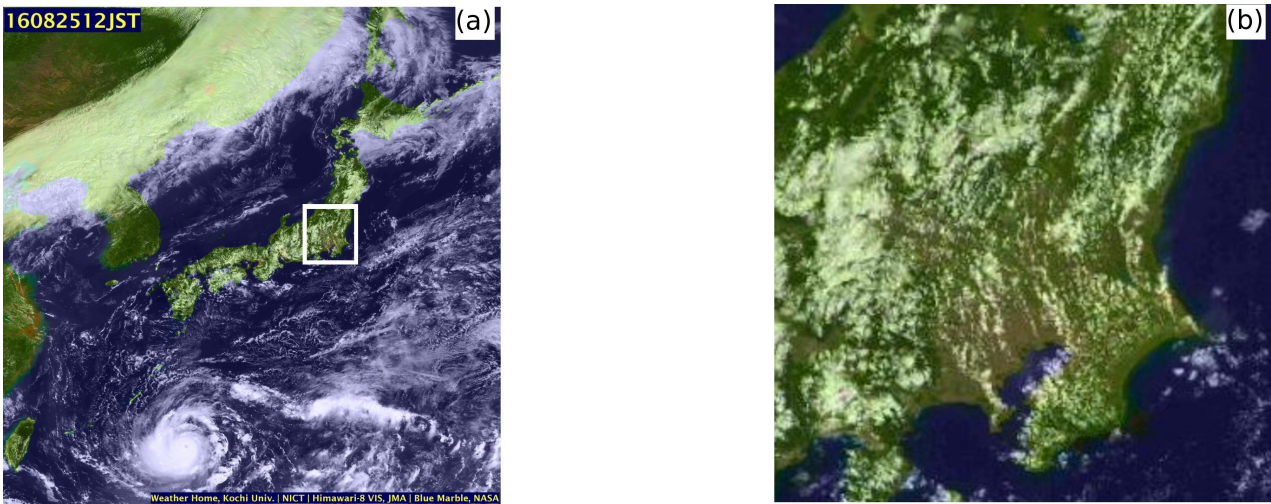 16082512JST
(a)
(b)
Weather Home, Kochi Univ. | NICT | Himawari-8 VIS, JMA | Blue Marble, NASA